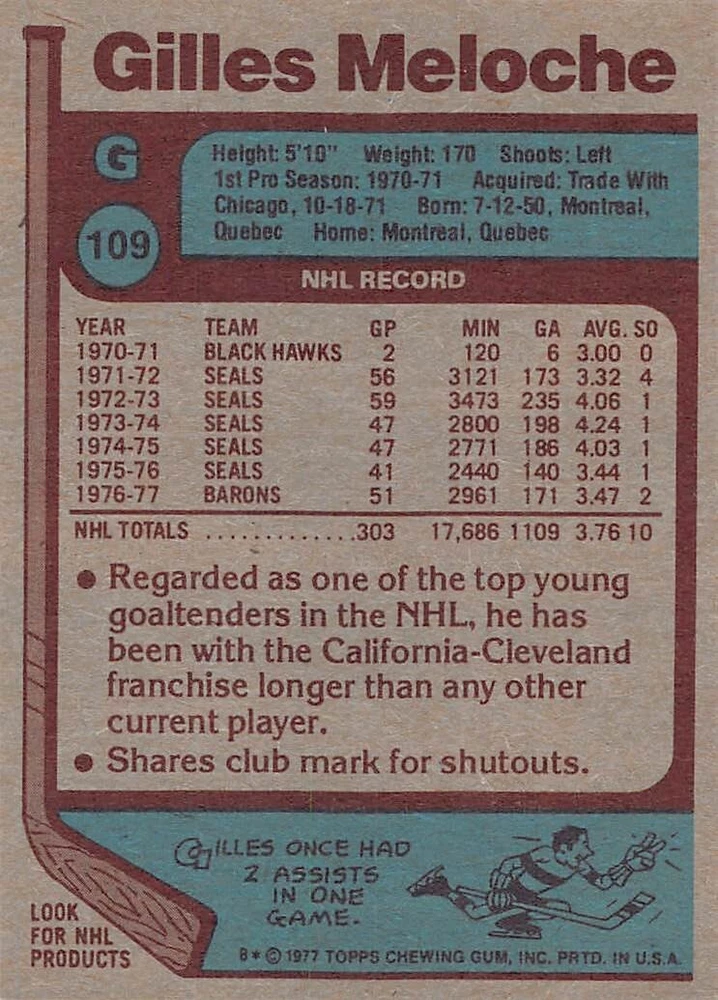 Gilles Meloche
G
Height: 5'10" Weight: 170 Shoots: Left
1st Pro Season: 1970-71 Acquired: Trade With
Chicago, 10-18-71 Born: 7-12-50, Montreal,
Quebec Home: Montreal, Quebec
109
NHL RECORD
YEAR TEAM GP MIN GA AVG. SO
1970-71 BLACK HAWKS 2 120 6 3.00 0
1971-72 SEALS 56 3121 173 3.32 4
1972-73 SEALS 59 3473 235 4.06 1
1973-74 SEALS 47 2800 198 4.24 1
1974-75 SEALS 47 2771 186 4.03 1
1975-76 SEALS 41 2440 140 3.44 1
1976-77 BARONS 51 2961 171 3.47 2
NHL TOTALS .............303 17,686 1109 3.76 10
● Regarded as one of the top young
goaltenders in the NHL, he has
been with the California-Cleveland
franchise longer than any other
current player.
● Shares club mark for shutouts.
GILLES ONCE HAD
2 ASSISTS
IN ONE
GAME.
LOOK
FOR NHL
PRODUCTS
B * © 1977 TOPPS CHEWING GUM, INC. PRTD. IN U.S.A.